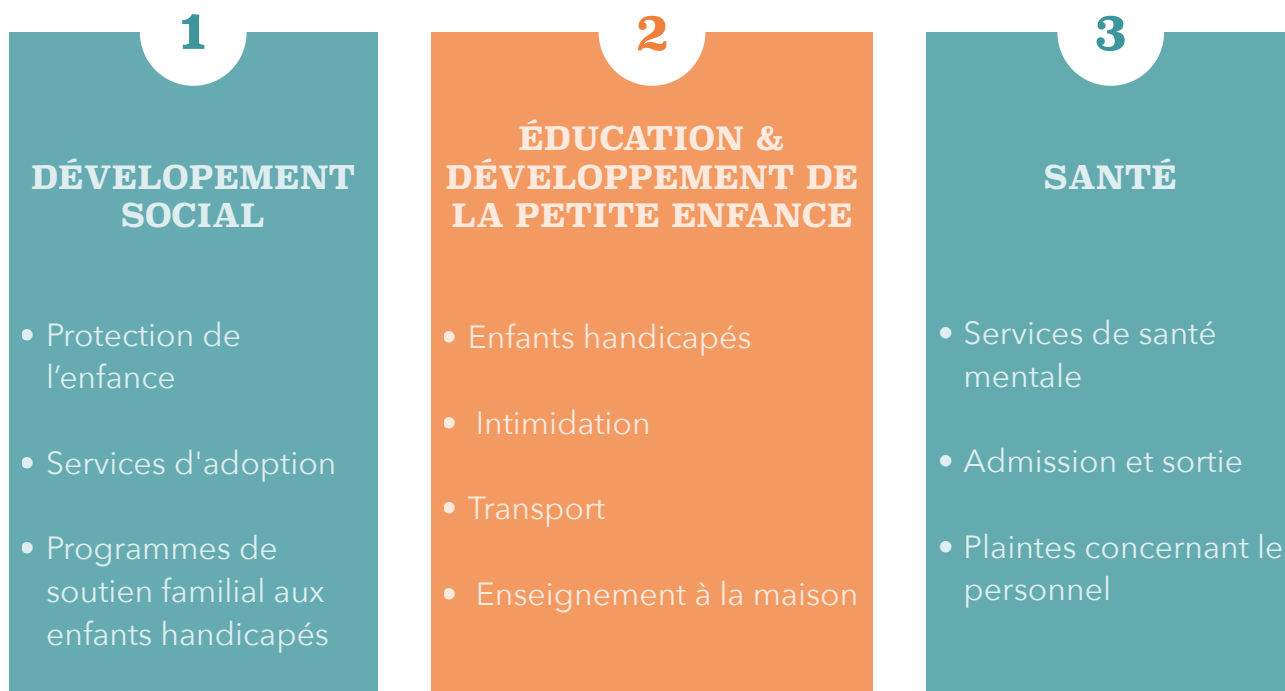 1
DÉVELOPEMENT
SOCIAL
• Protection de
l'enfance
• Services d'adoption
• Programmes de
soutien familial aux
enfants handicapés
2
ÉDUCATION &
DÉVELOPPEMENT DE
LA PETITE ENFANCE
• Enfants handicapés
• Intimidation
• Transport
• Enseignement à la maison
3
SANTÉ
• Services de santé
mentale
• Admission et sortie
• Plaintes concernant le
personnel